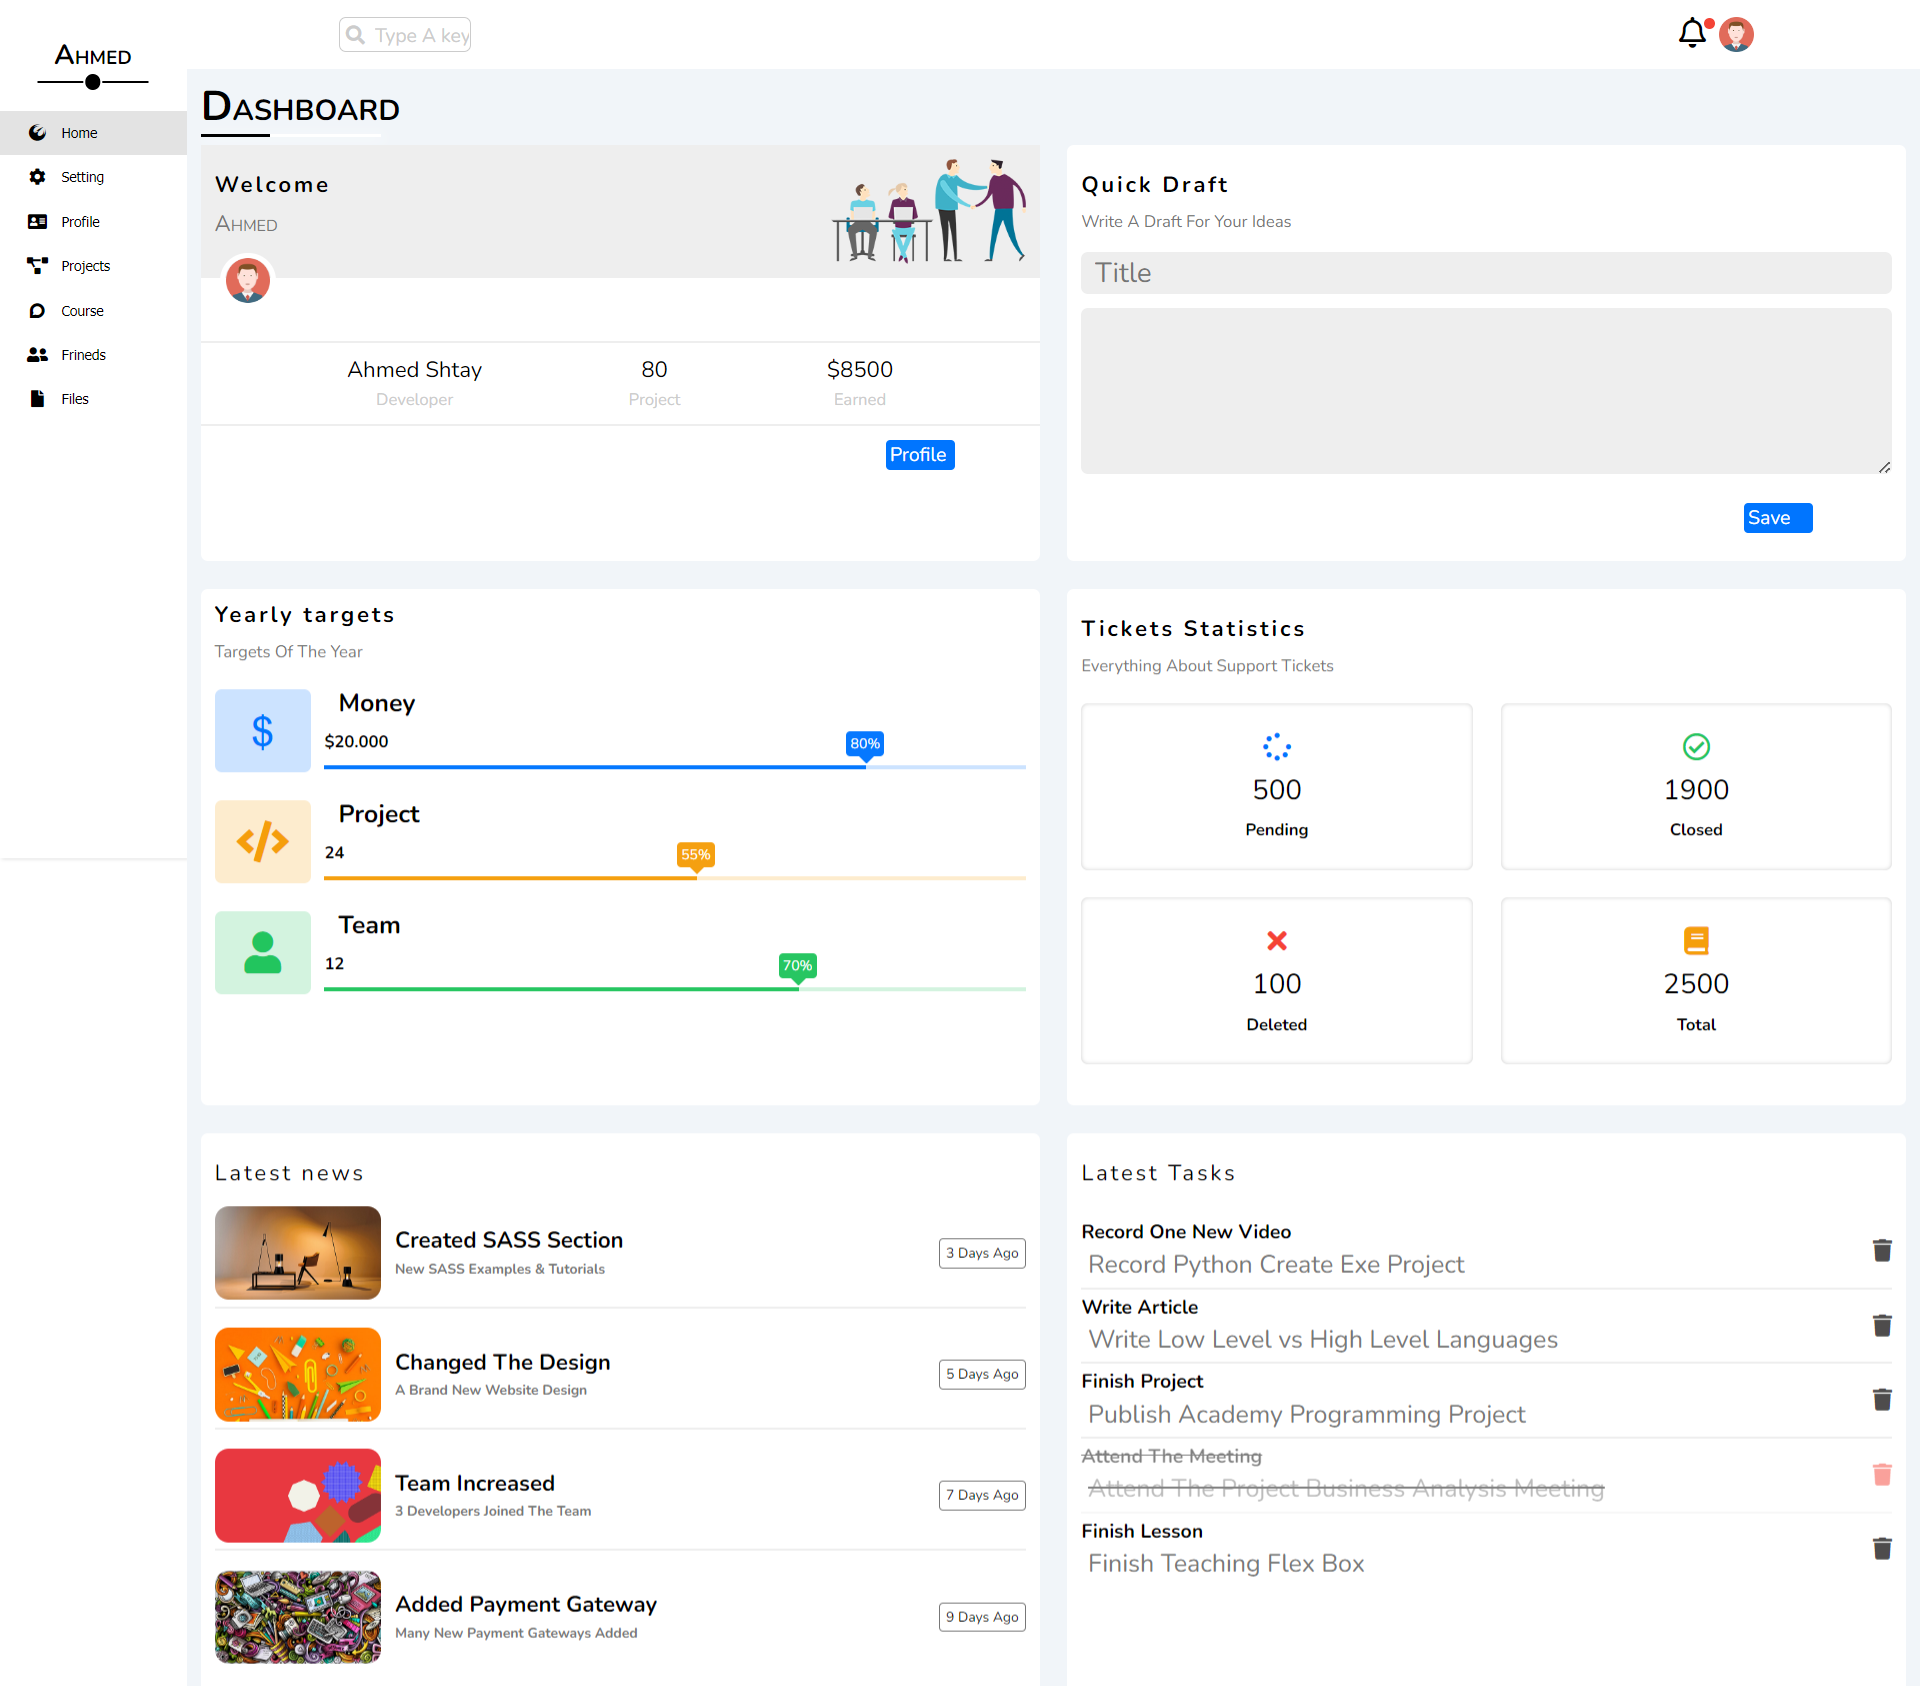 Ahmed
Type A key
Dashboard
Home
Setting
Profile
Projects
Course
Frineds
Files
Welcome
Ahmed
Ahmed Shtay
Developer
80
Project
$8500
Earned
Profile
Quick Draft
Write A Draft For Your Ideas
Title
Save
Yearly targets
Targets Of The Year
$
Money
$20.000
80%
</>
Project
24
55%
Team
12
70%
Tickets Statistics
Everything About Support Tickets
500
Pending
1900
Closed
100
Deleted
2500
Total
Latest news
Created SASS Section
New SASS Examples & Tutorials
3 Days Ago
Changed The Design
A Brand New Website Design
5 Days Ago
Team Increased
3 Developers Joined The Team
7 Days Ago
Added Payment Gateway
Many New Payment Gateways Added
9 Days Ago
Latest Tasks
Record One New Video
Record Python Create Exe Project
Write Article
Write Low Level vs High Level Languages
Finish Project
Publish Academy Programming Project
Attend The Meeting
Attend The Project Business Analysis Meeting
Finish Lesson
Finish Teaching Flex Box